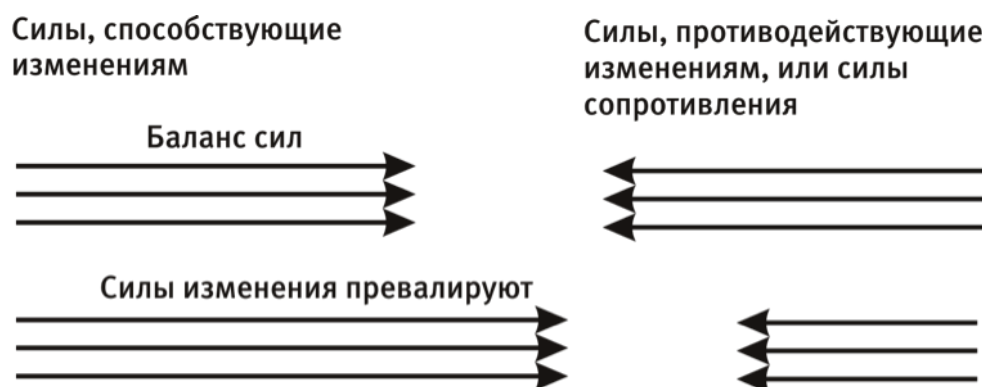 Силы, способствующие
изменениям
Силы, противодействующие
изменениям, или силы
сопротивления
Баланс сил
Силы изменения превалируют